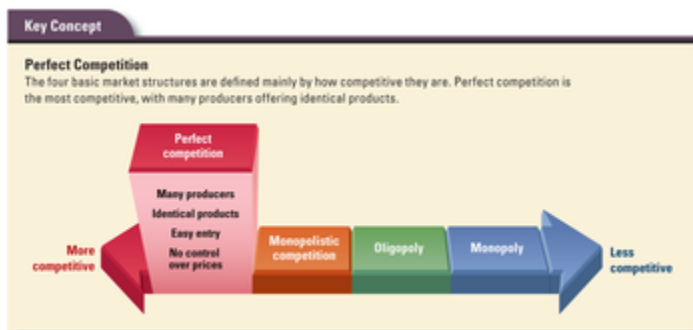 Key Concept
Perfect Competition
The four basic market structures are defined mainly by how competitive they are. Perfect competition is
the most competitive, with many producers offering identical products.
Perfect
competition
Many producers
Identical products
Easy entry
No control
over prices
More
competitive
Monopolistic
competition
Oligopoly
Monopoly
Less
competitive